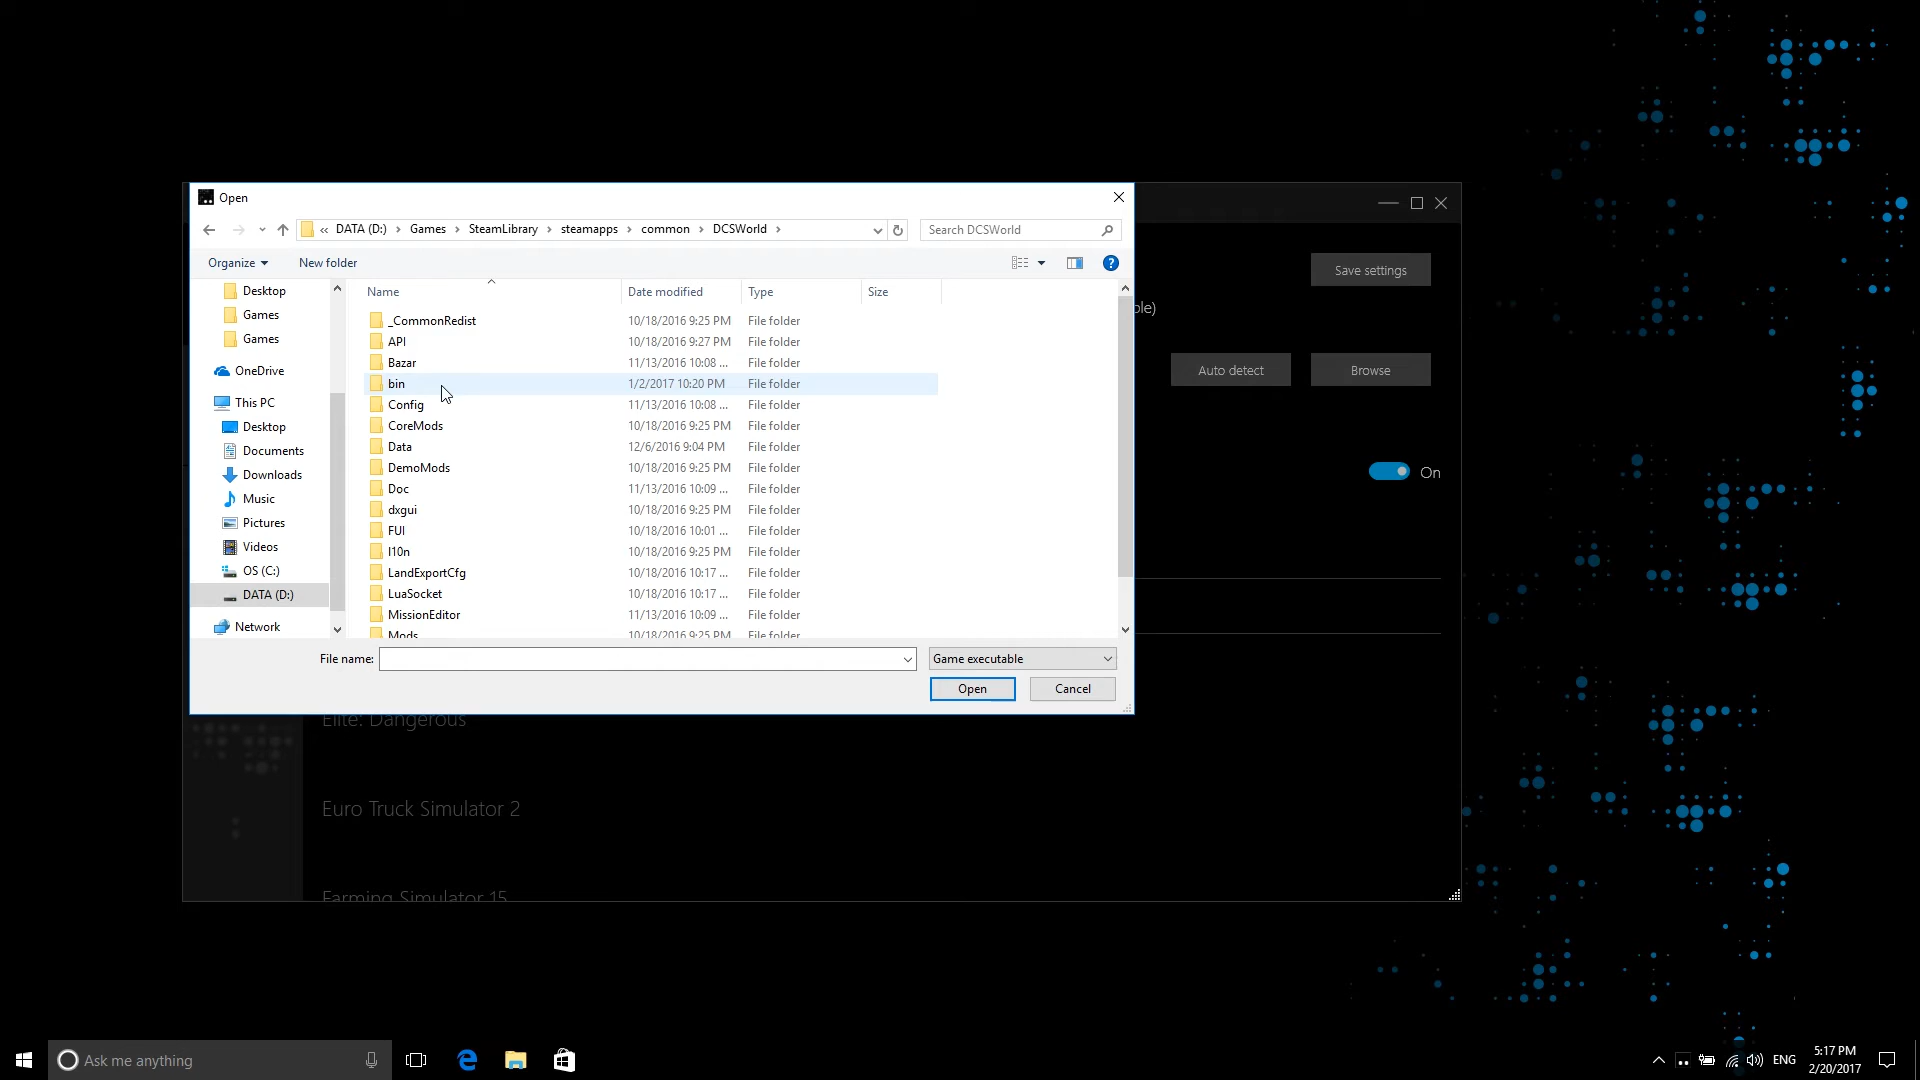 Open
« DATA (D:) > Games > SteamLibrary > steamapps > common > DCSWorld >
Search DCSWorld
Organize
New folder
Desktop
Games
Games
OneDrive
This PC
Desktop
Documents
Downloads
Music
Pictures
Videos
OS (C:)
DATA (D:)
Network
Name Date modified Type Size
_CommonRedist 10/18/2016 9:25 PM File folder
API 10/18/2016 9:27 PM File folder
Bazar 11/13/2016 10:08 ... File folder
bin 1/2/2017 10:20 PM File folder
Config 11/13/2016 10:08 ... File folder
CoreMods 10/18/2016 9:25 PM File folder
Data 12/6/2016 9:04 PM File folder
DemoMods 10/18/2016 9:25 PM File folder
Doc 11/13/2016 10:09 ... File folder
dxgui 10/18/2016 9:25 PM File folder
FUI 10/18/2016 10:01 ... File folder
l10n 10/18/2016 9:25 PM File folder
LandExportCfg 10/18/2016 10:17 ... File folder
LuaSocket 10/18/2016 10:17 ... File folder
MissionEditor 11/13/2016 10:09 ... File folder
Mods 10/18/2016 9:25 PM File folder
File name:
Game executable
Open
Cancel
Save settings
ble)
Auto detect
Browse
On
Elite: Dangerous
Euro Truck Simulator 2
Farming Simulator 15
Ask me anything
ENG
5:17 PM
2/20/2017